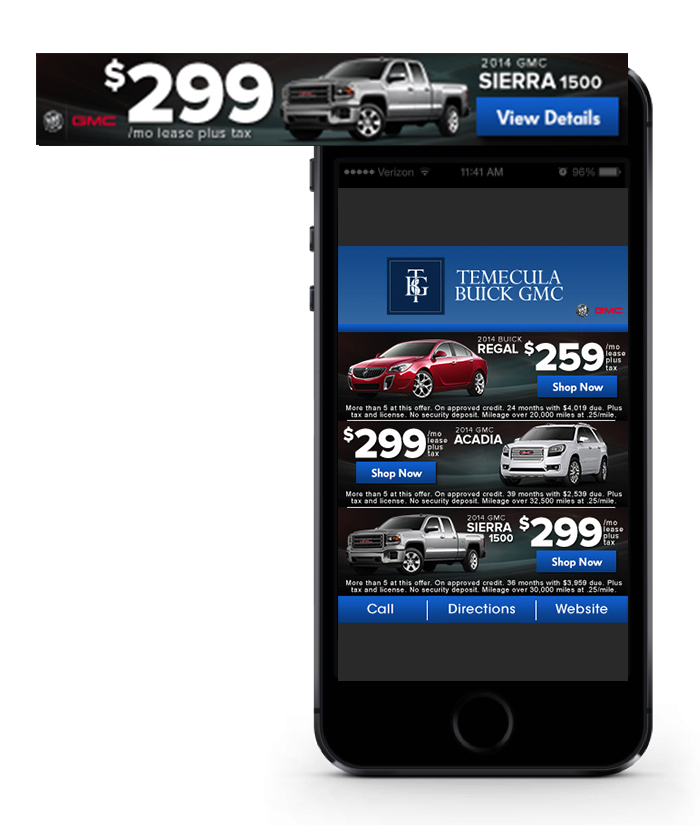 $299
/mo lease plus tax
GMC
2014 GMC
SIERRA 1500
View Details
Verizon
11:41 AM
96%
TBG
TEMECULA
BUICK GMC
GMC
2014 BUICK
REGAL
$259
/mo
lease
plus
tax
Shop Now
More than 5 at this offer. On approved credit. 24 months with $4,019 due. Plus
tax and license. No security deposit. Mileage over 20,000 miles at .25/mile.
$299
/mo
lease
plus
tax
2014 GMC
ACADIA
Shop Now
More than 5 at this offer. On approved credit. 39 months with $2,539 due. Plus
tax and license. No security deposit. Mileage over 32,500 miles at .25/mile.
2014 GMC
SIERRA
1500
$299
/mo
lease
plus
tax
Shop Now
More than 5 at this offer. On approved credit. 36 months with $3,959 due. Plus
tax and license. No security deposit. Mileage over 30,000 miles at .25/mile.
Call
Directions
Website